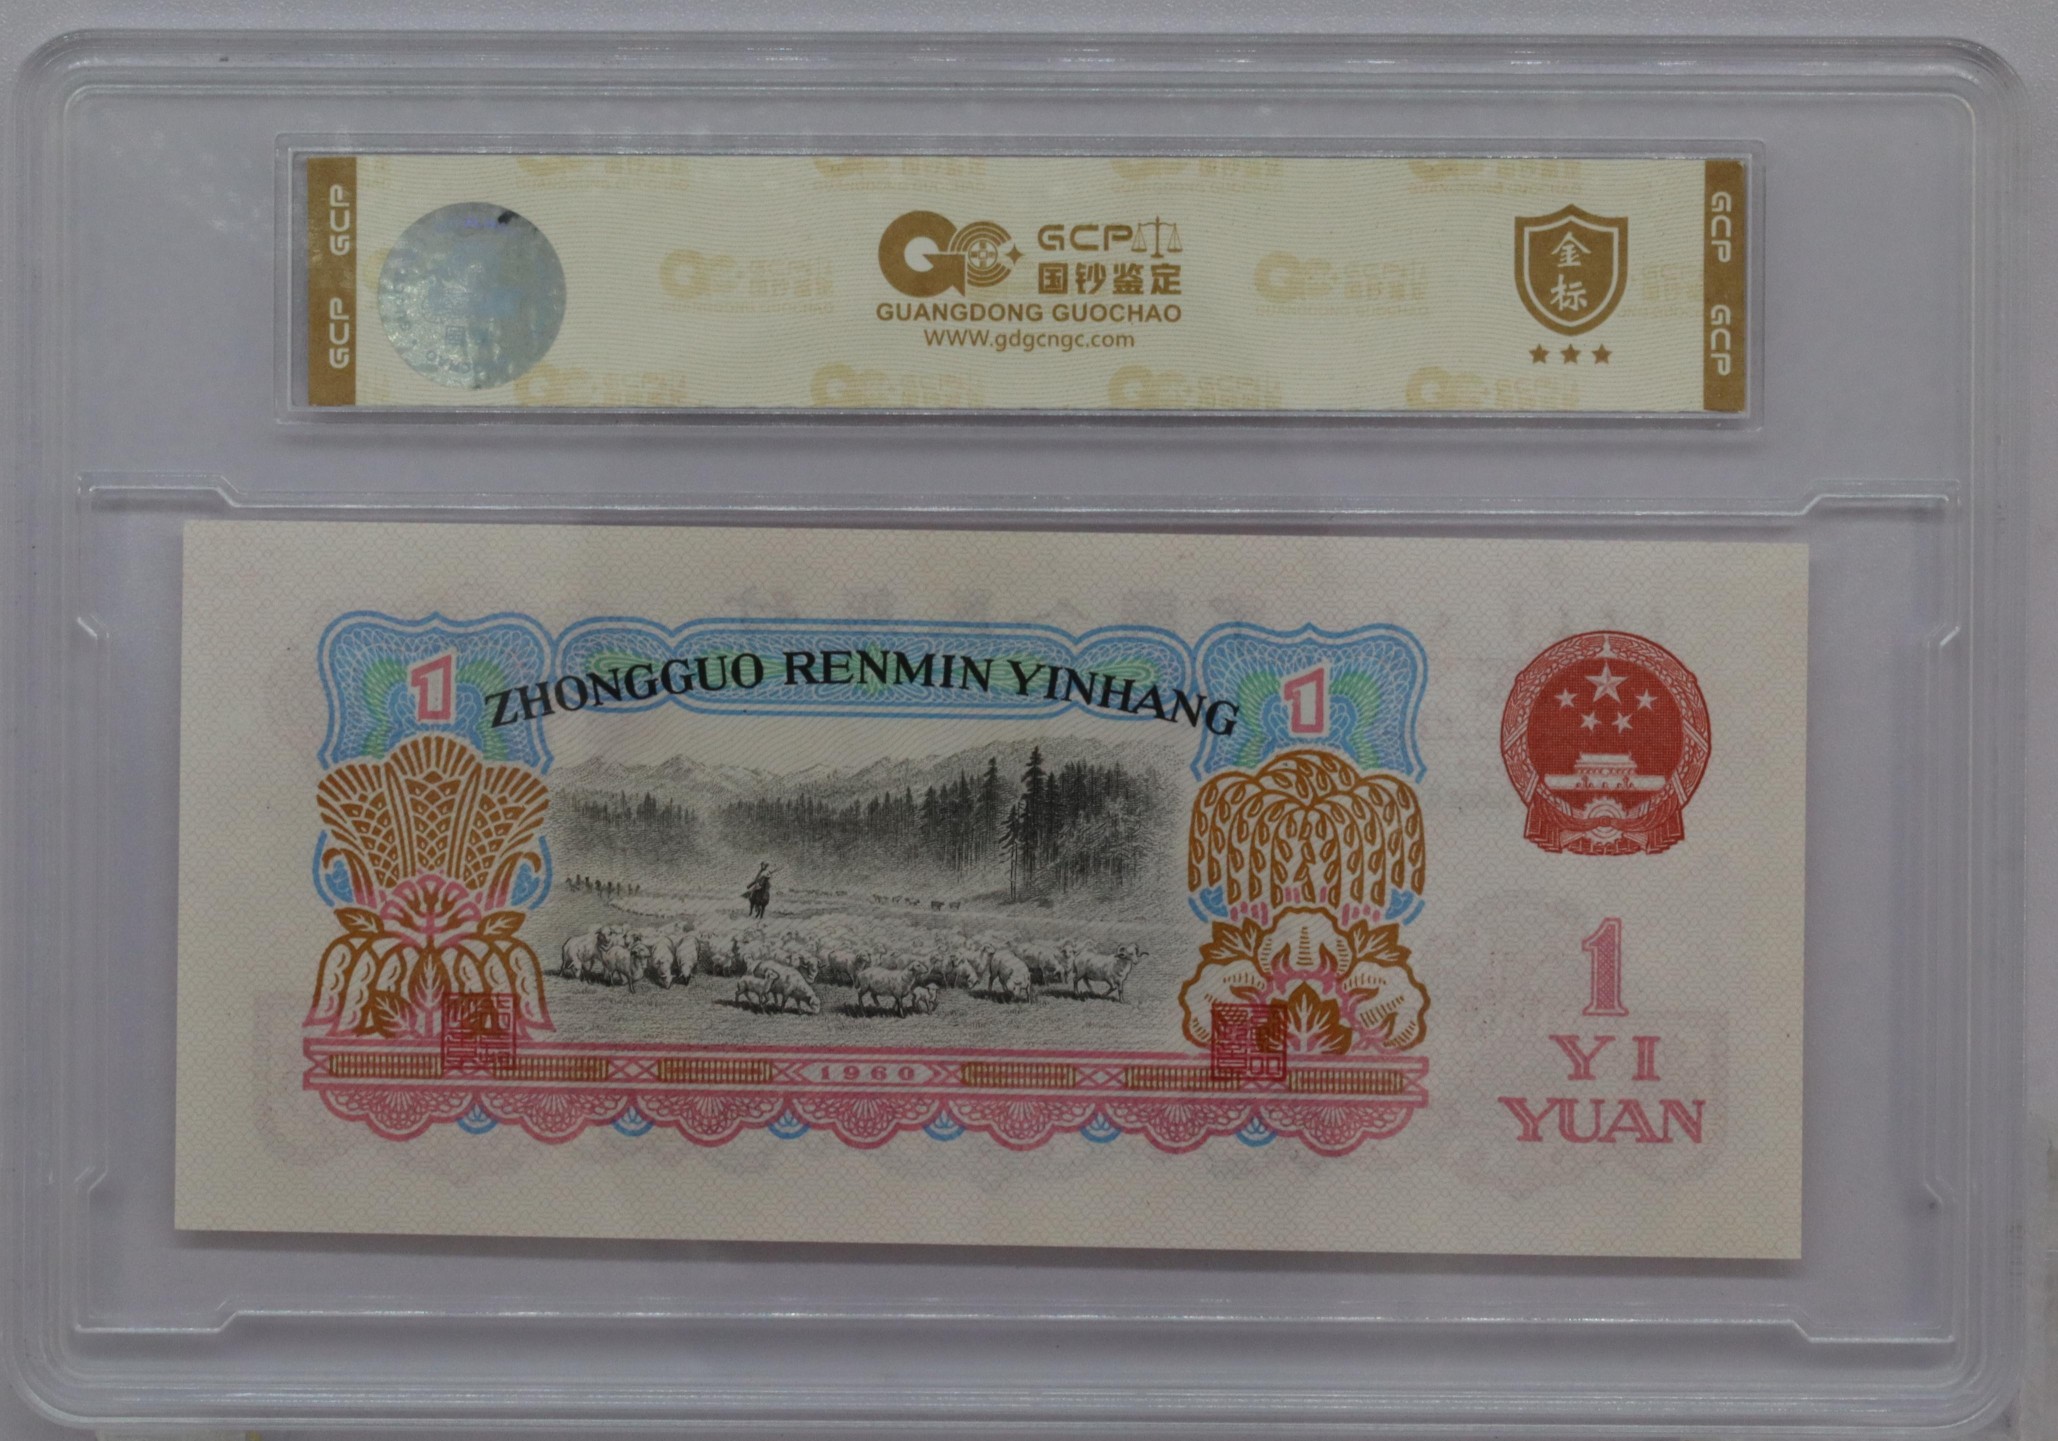 GCP GCP
GCP
国钞鉴定
GUANGDONG GUOCHAO
WWW.gdgcngc.com
金
标
GCP GCP
1
ZHONGGUO RENMIN YINHANG
1
1960
1
YI
YUAN